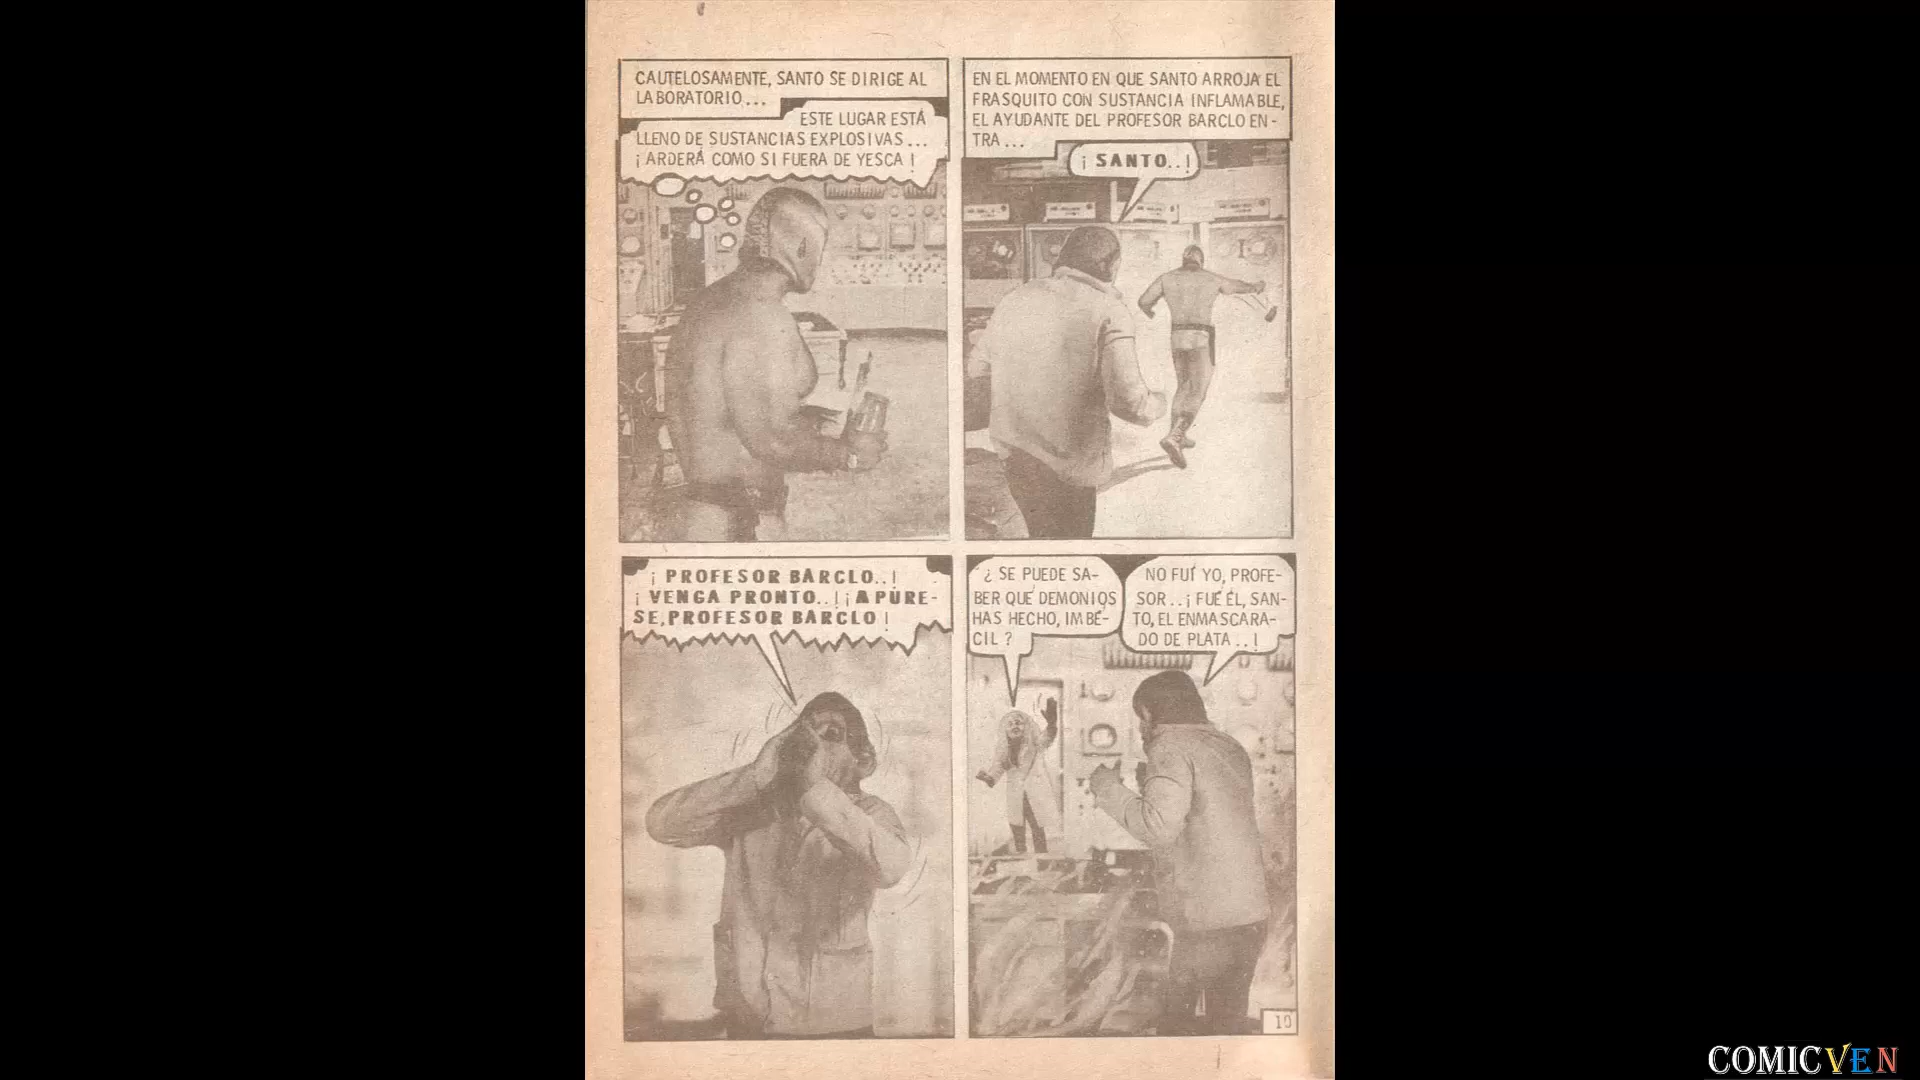 CAUTELOSAMENTE, SANTO SE DIRIGE AL
LABORATORIO...
ESTE LUGAR ESTÁ
LLENO DE SUSTANCIAS EXPLOSIVAS...
¡ARDERÁ COMO SI FUERA DE YESCA!
EN EL MOMENTO EN QUE SANTO ARROJA EL
FRASQUITO CON SUSTANCIA INFLAMABLE,
EL AYUDANTE DEL PROFESOR BARCLO EN-
TRA...
¡SANTO..!
¡PROFESOR BARCLO..!
¡VENGA PRONTO..!¡APÚRE-
SE, PROFESOR BARCLO!
¿SE PUEDE SA-
BER QUÉ DEMONIOS
HAS HECHO, IMBÉ-
CIL?
NO FUÍ YO, PROFE-
SOR..¡FUÉ ÉL, SAN-
TO, EL ENMASCARA-
DO DE PLATA..!
10
COMICVEN